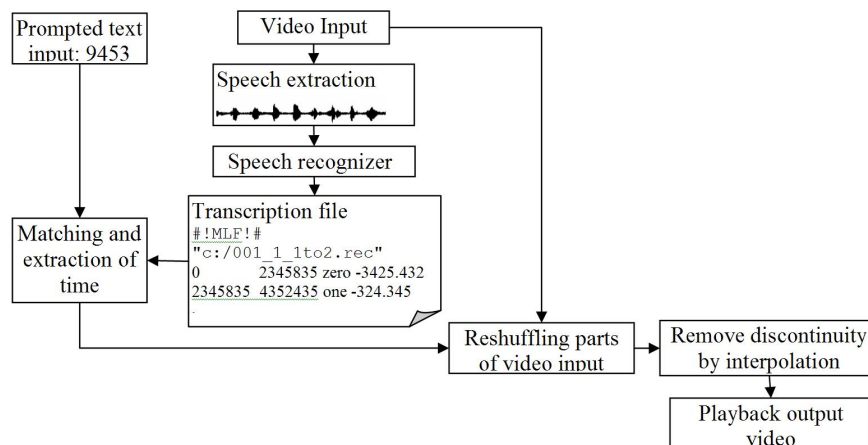 Prompted text
input: 9453
Video Input
Speech extraction
Speech recognizer
Transcription file
#!MLF!#
"c:/001_1_1to2.rec"
0 2345835 zero -3425.432
2345835 4352435 one -324.345
.
Matching and
extraction of
time
Reshuffling parts
of video input
Remove discontinuity
by interpolation
Playback output
video